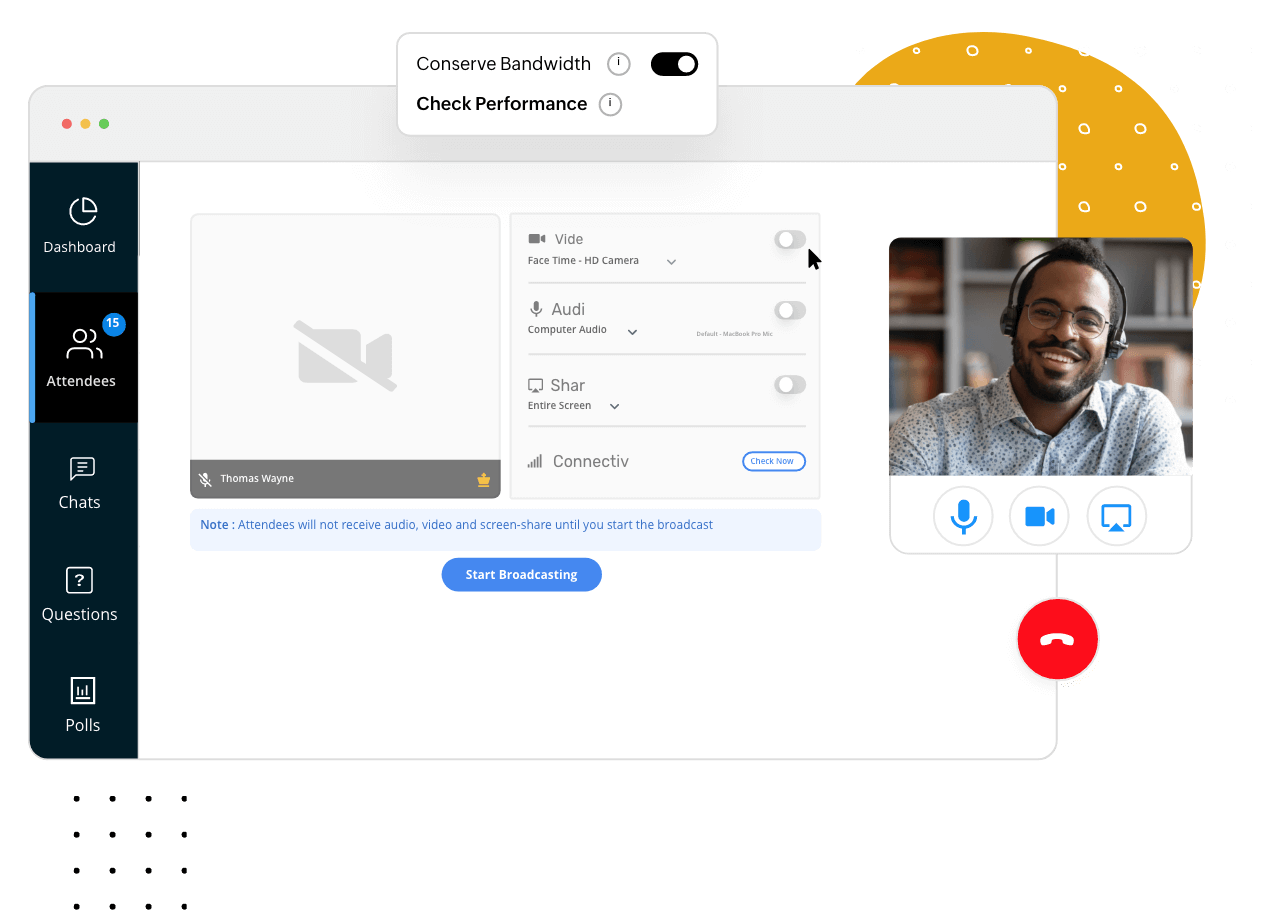 Conserve Bandwidth i
Check Performance i
Dashboard
15
Attendees
Chats
?
Questions
Polls
Thomas Wayne
Vide
Face Time - HD Camera
Audi
Computer Audio
Default - MacBook Pro Mic
Shar
Entire Screen
Connectiv
Check Now
Note : Attendees will not receive audio, video and screen-share until you start the broadcast
Start Broadcasting